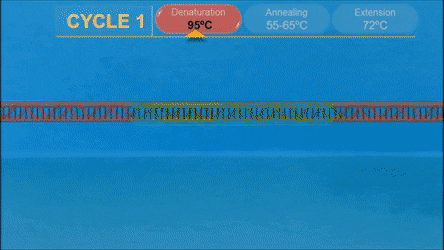 CYCLE 1
Denaturation
95ºC
Annealing
55-65ºC
Extension
72ºC